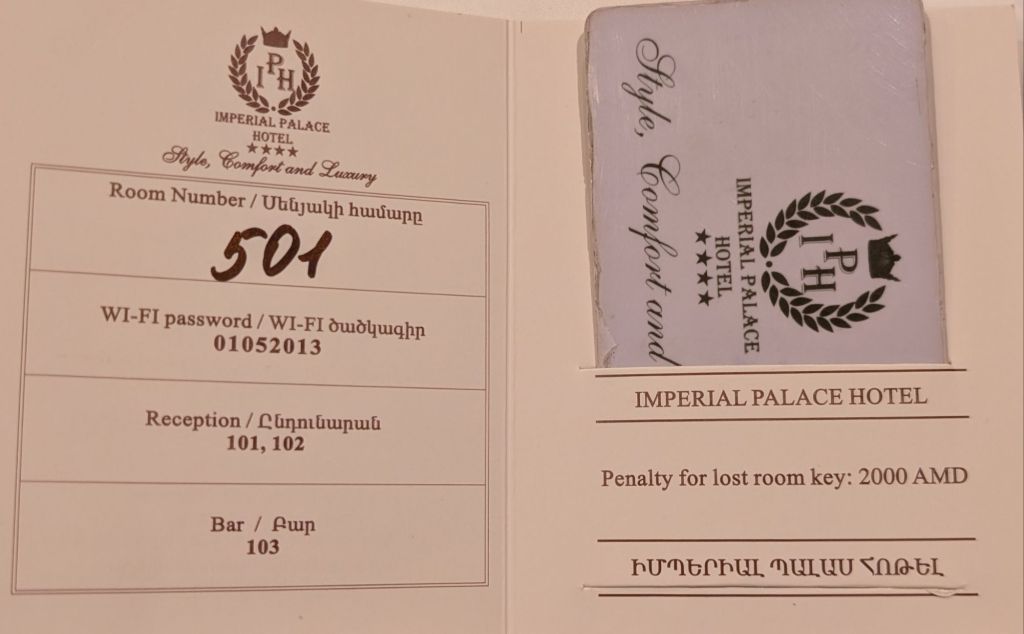 IPH
IMPERIAL PALACE
HOTEL
Style, Comfort and Luxury
Room Number / Սենյակի համարը
501
WI-FI password / WI-FI ծածկագիր
01052013
Reception / Ընդունարան
101, 102
Bar / Բար
103
IPH
IMPERIAL PALACE
HOTEL
Style, Comfort and
IMPERIAL PALACE HOTEL
Penalty for lost room key: 2000 AMD
ԻՄՊԵՐԻԱԼ ՊԱԼԱՍ ՀՈԹԵԼ